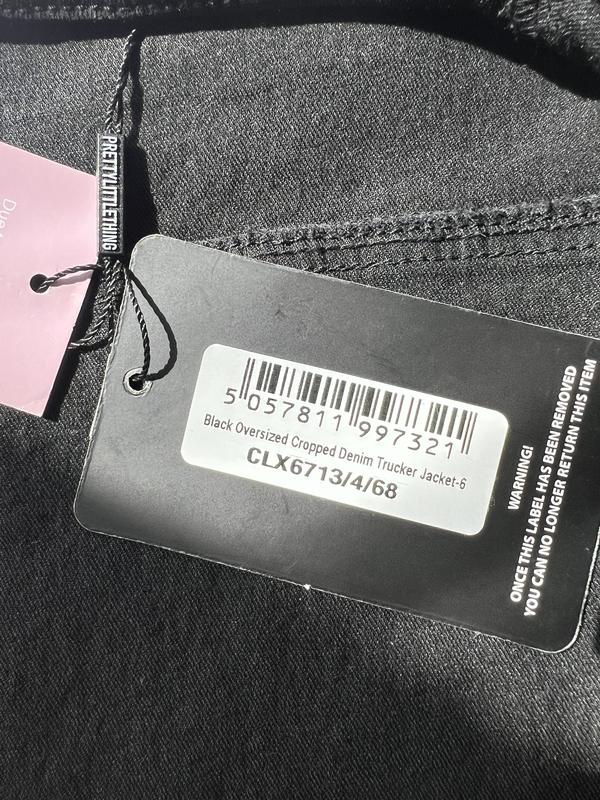 PRETTYLITTLETHING
5 057811 997321
Black Oversized Cropped Denim Trucker Jacket-6
CLX6713/4/68
WARNING!
ONCE THIS LABEL HAS BEEN REMOVED
YOU CAN NO LONGER RETURN THIS ITEM